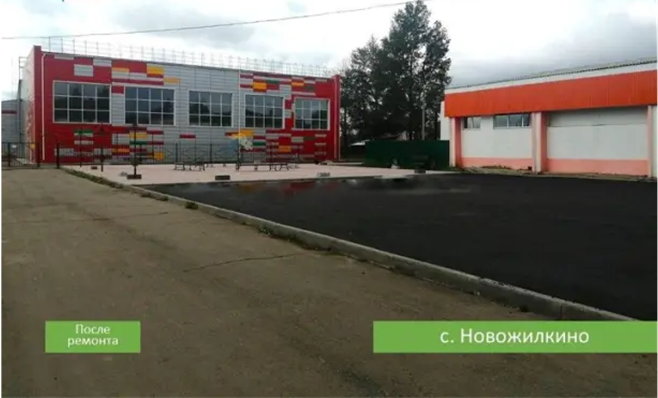 После
ремонта
с. Новожилкино